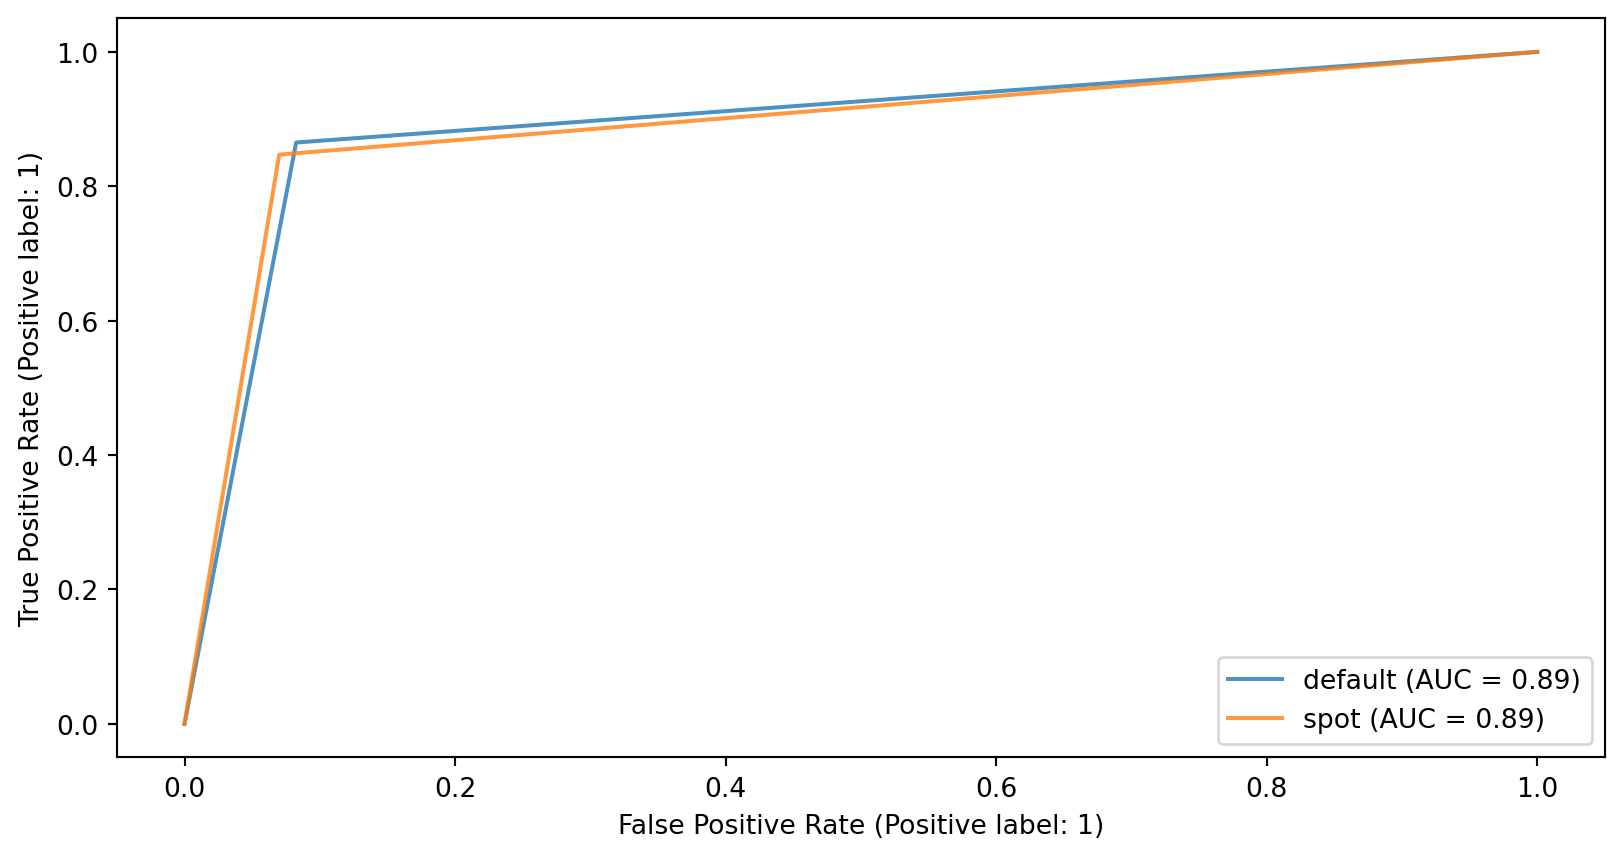 1.0
0.8
0.6
0.4
0.2
0.0
True Positive Rate (Positive label: 1)
default (AUC = 0.89)
spot (AUC = 0.89)
0.0 0.2 0.4 0.6 0.8 1.0
False Positive Rate (Positive label: 1)